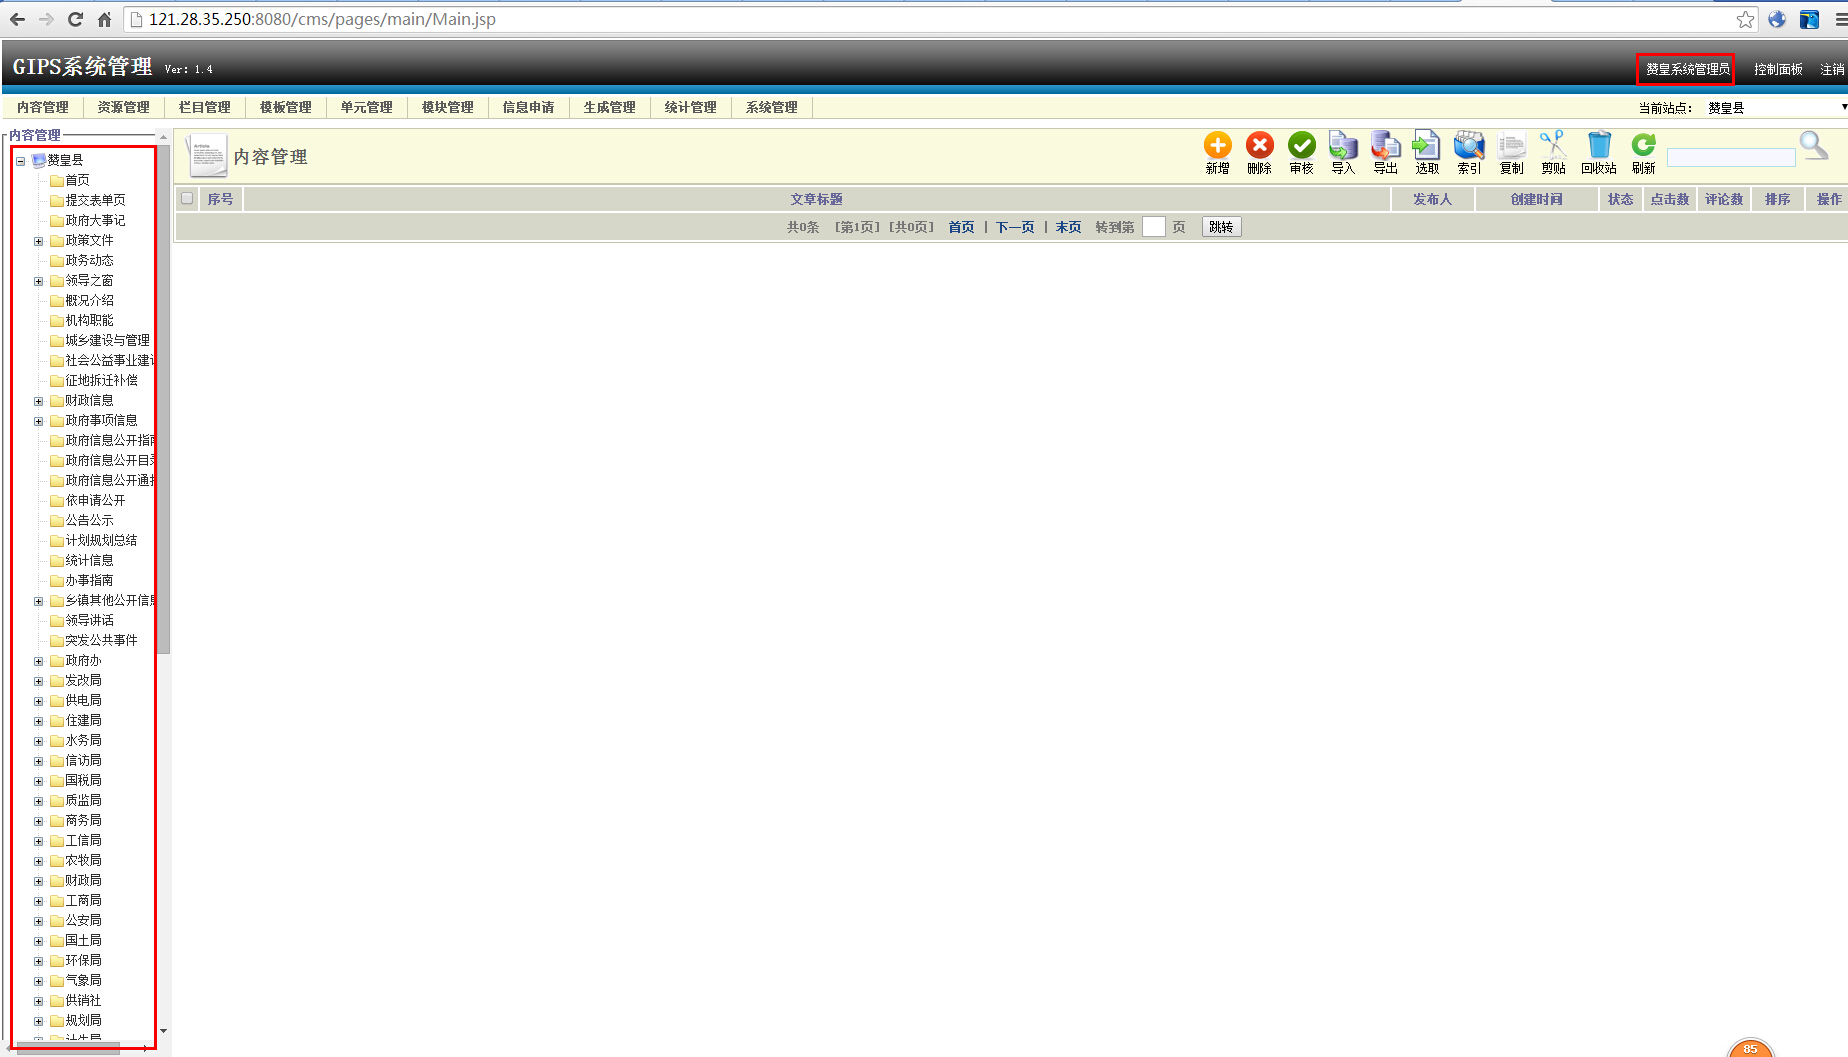 121.28.35.250:8080/cms/pages/main/Main.jsp
GIPS系统管理 Ver: 1.4
赞皇系统管理员 控制面板 注销
内容管理 资源管理 栏目管理 模板管理 单元管理 模块管理 信息申请 生成管理 统计管理 系统管理 当前站点: 赞皇县
内容管理
赞皇县
首页
提交表单页
政府大事记
政策文件
政务动态
领导之窗
概况介绍
机构职能
城乡建设与管理
社会公益事业建
征地拆迁补偿
财政信息
政府事项信息
政府信息公开指
政府信息公开目
政府信息公开通
依申请公开
公告公示
计划规划总结
统计信息
办事指南
乡镇其他公开信
领导讲话
突发公共事件
政府办
发改局
供电局
住建局
水务局
信访局
国税局
质监局
商务局
工信局
农牧局
财政局
工商局
公安局
国土局
环保局
气象局
供销社
规划局
Article
内容管理
新增 删除 审核 导入 导出 选取 索引 复制 剪贴 回收站 刷新
序号 文章标题 发布人 创建时间 状态 点击数 评论数 排序 操作
共0条 [第1页] [共0页] 首页 | 下一页 | 末页 转到第 页 跳转
85